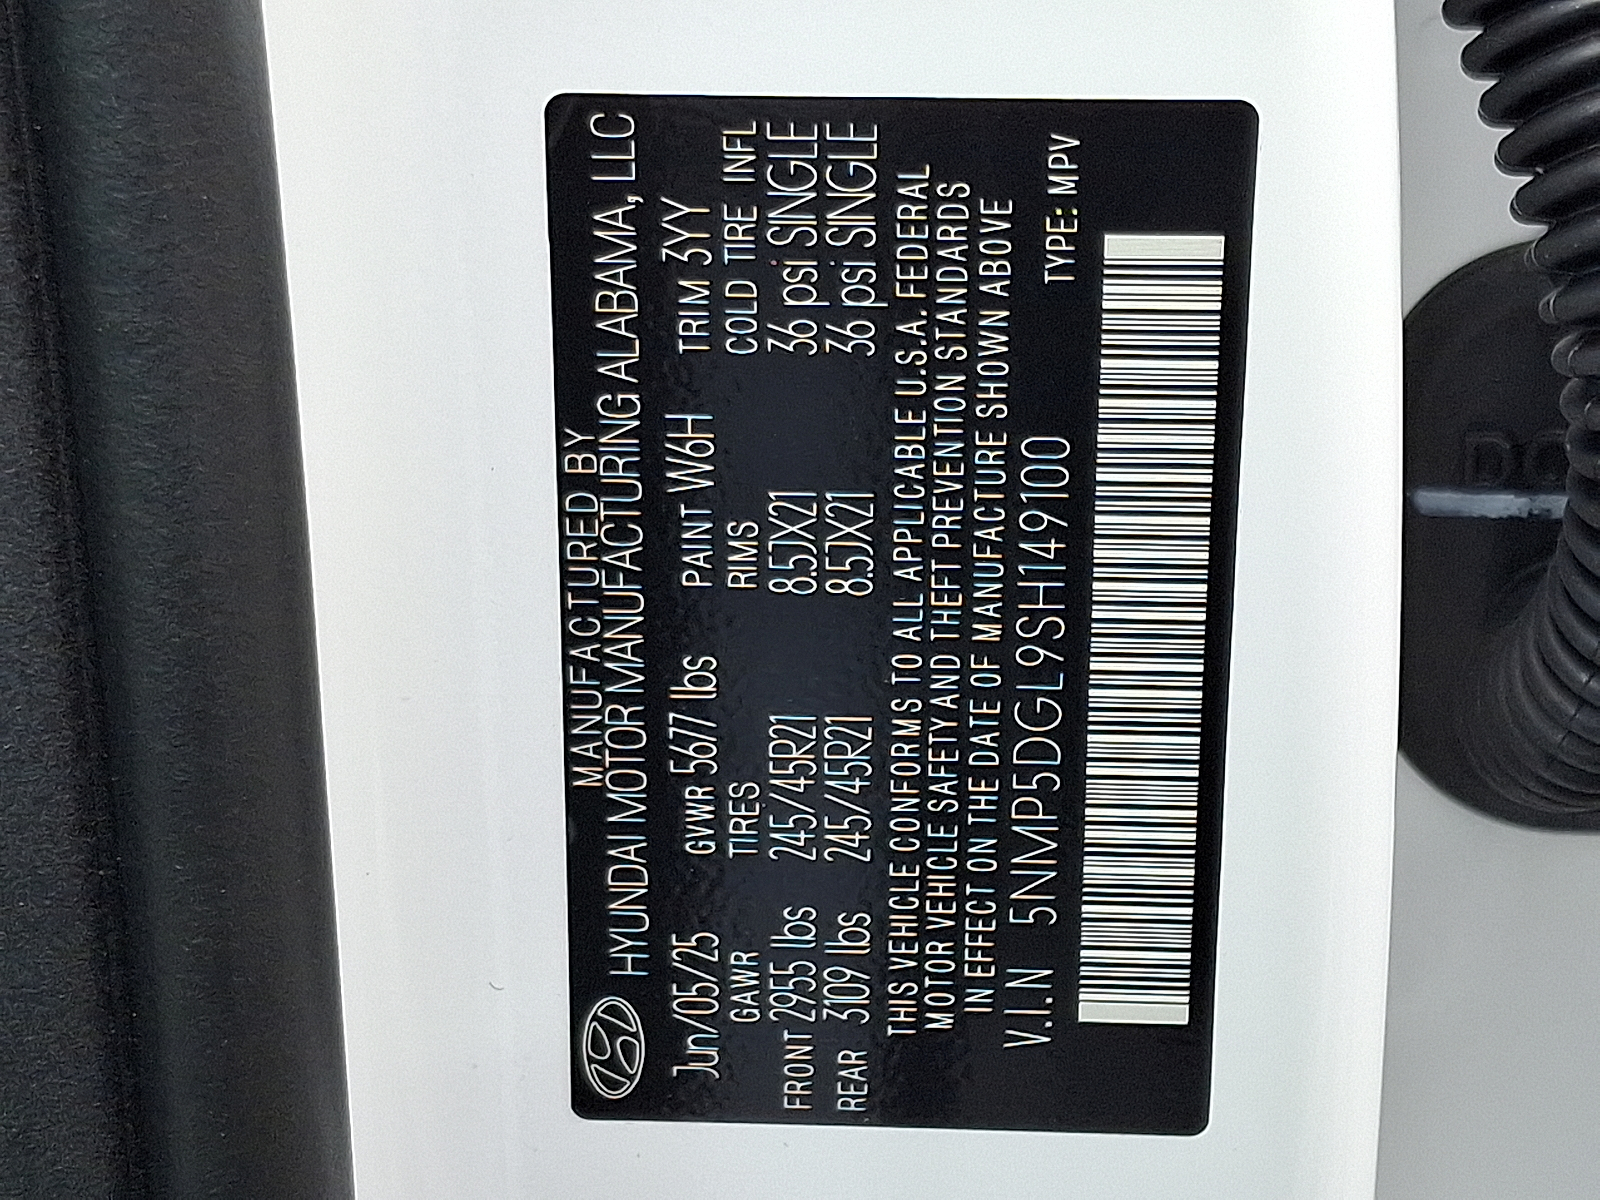 MANUFACTURED BY
HYUNDAI MOTOR MANUFACTURING ALABAMA, LLC
Jun/05/25 GVWR 5677 lbs PAINT W6H TRIM 3YY
GAWR TIRES RIMS COLD TIRE INFL
FRONT 2955 lbs 245/45R21 8.5JX21 36 psi SINGLE
REAR 3109 lbs 245/45R21 8.5JX21 36 psi SINGLE
THIS VEHICLE CONFORMS TO ALL APPLICABLE U.S.A. FEDERAL
MOTOR VEHICLE SAFETY AND THEFT PREVENTION STANDARDS
IN EFFECT ON THE DATE OF MANUFACTURE SHOWN ABOVE
V.I.N 5NMP5DGL9SH149100
TYPE: MPV